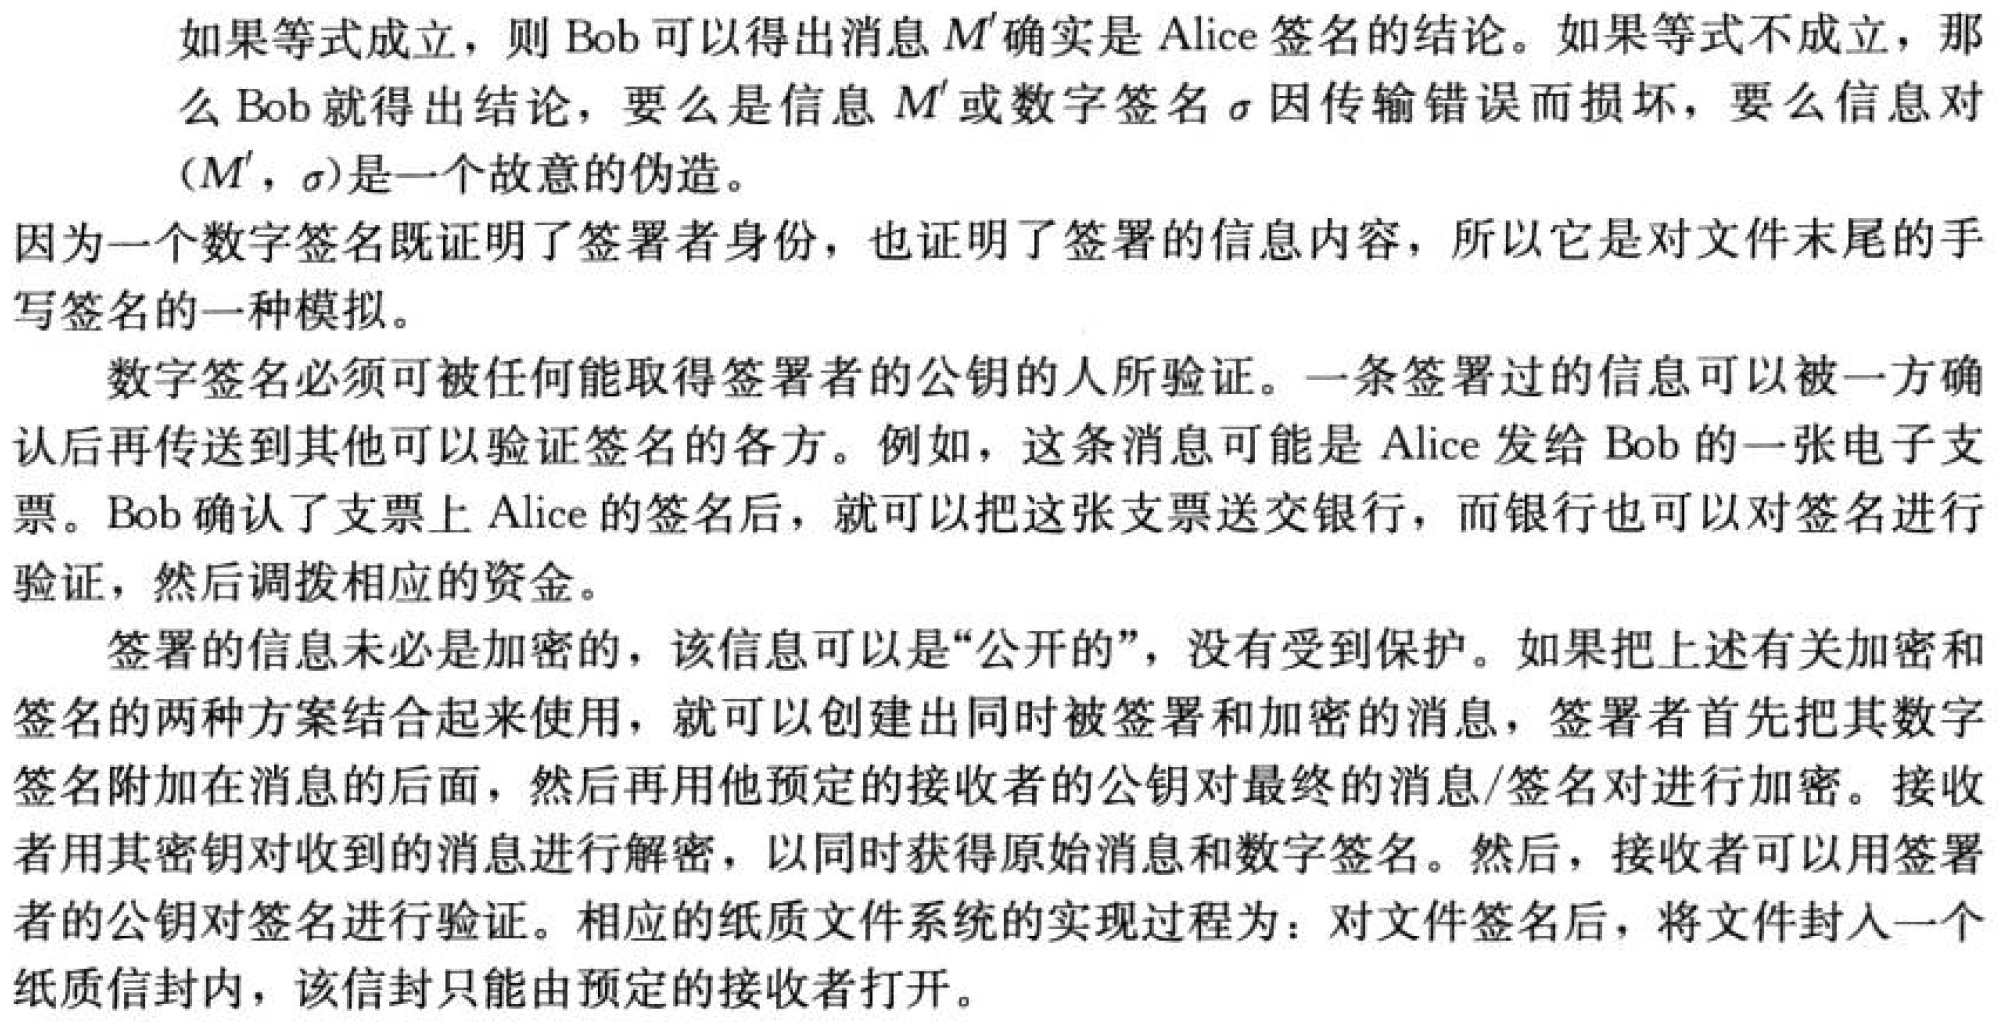 如果等式成立，则 Bob 可以得出消息 M′确实是 Alice 签名的结论。如果等式不成立，那
么 Bob 就得出结论，要么是信息 M′或数字签名 σ 因传输错误而损坏，要么信息对
(M′，σ)是一个故意的伪造。
因为一个数字签名既证明了签署者身份，也证明了签署的信息内容，所以它是对文件末尾的手
写签名的一种模拟。
数字签名必须可被任何能取得签署者的公钥的人所验证。一条签署过的信息可以被一方确
认后再传送到其他可以验证签名的各方。例如，这条消息可能是 Alice 发给 Bob 的一张电子支
票。Bob 确认了支票上 Alice 的签名后，就可以把这张支票送交银行，而银行也可以对签名进行
验证，然后调拨相应的资金。
签署的信息未必是加密的，该信息可以是“公开的”，没有受到保护。如果把上述有关加密和
签名的两种方案结合起来使用，就可以创建出同时被签署和加密的消息，签署者首先把其数字
签名附加在消息的后面，然后再用他预定的接收者的公钥对最终的消息/签名对进行加密。接收
者用其密钥对收到的消息进行解密，以同时获得原始消息和数字签名。然后，接收者可以用签署
者的公钥对签名进行验证。相应的纸质文件系统的实现过程为：对文件签名后，将文件封入一个
纸质信封内，该信封只能由预定的接收者打开。